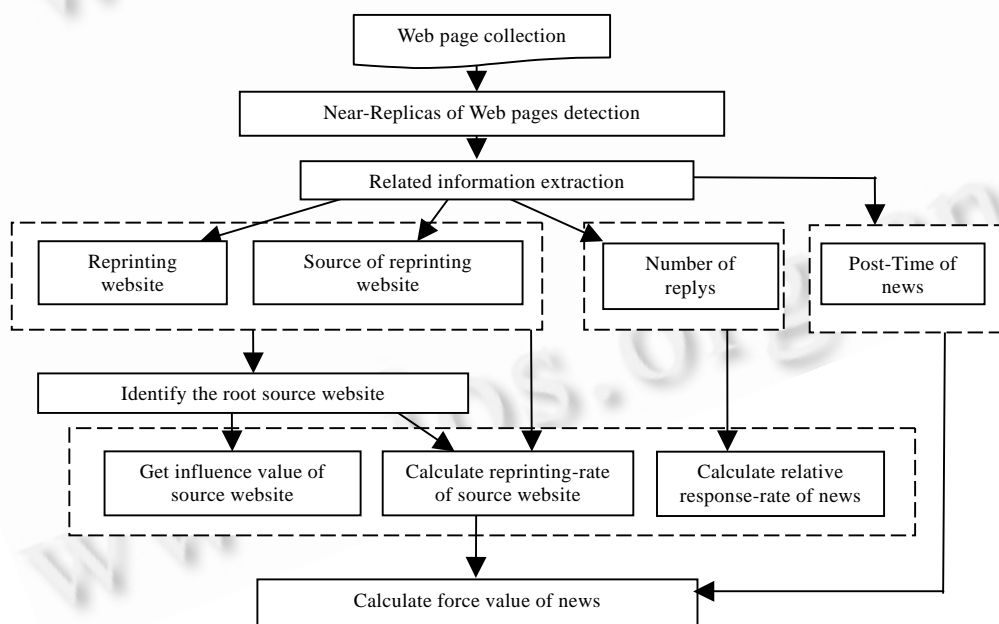 Web page collection
Near-Replicas of Web pages detection
Related information extraction
Reprinting
website
Source of reprinting
website
Number of
replys
Post-Time of
news
Identify the root source website
Get influence value of
source website
Calculate reprinting-rate
of source website
Calculate relative
response-rate of news
Calculate force value of news